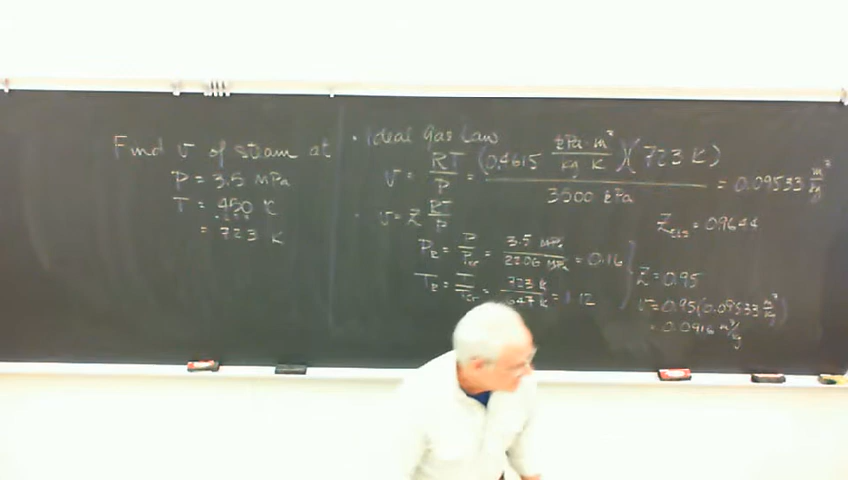 Find v of steam at
P = 3.5 MPa
T = 450 C
= 723 K
• Ideal Gas Law
v = RT/P = (0.4615 kPa·m³/kg K)(723 K) / 3500 kPa = 0.09533 m³/kg
• v = Z RT/P
P_R = P/P_cr = 3.5 MPa / 22.06 MPa = 0.16
T_R = T/T_cr = 723 K / 647 K = 1.12
= 0.9644
Z = 0.95
v = 0.95(0.09533 m³/kg)
= 0.0916 m³/kg